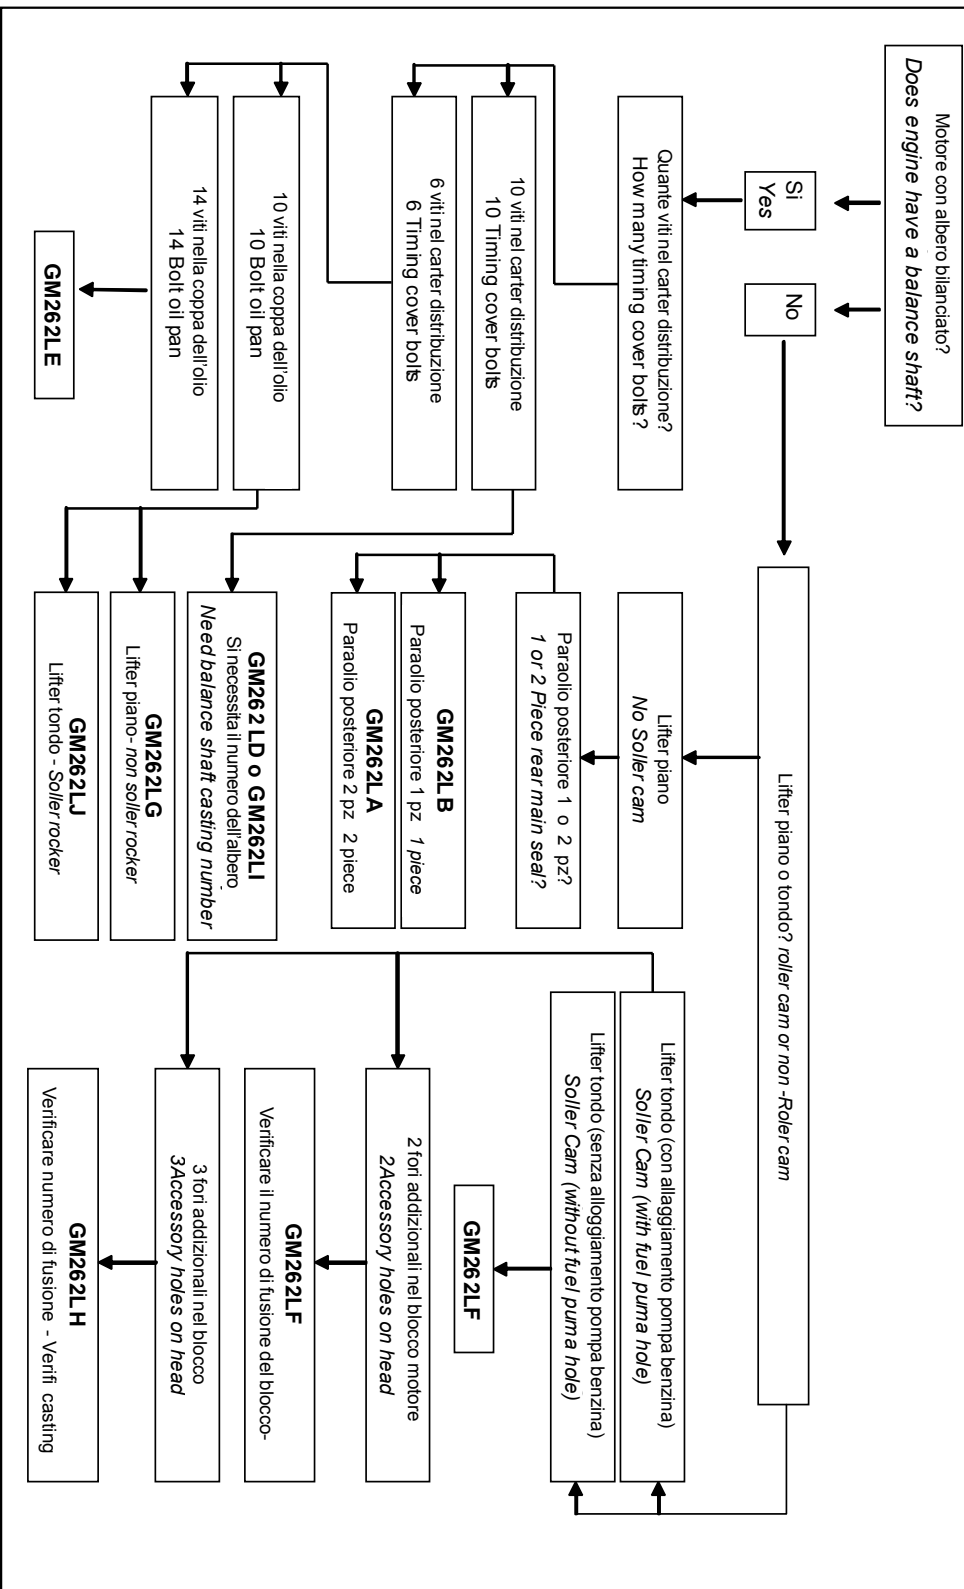 Motore con albero bilanciato?
Does engine have a balance shaft?
Si
Yes
No
Quante viti nel carter distribuzione?
How many timing cover bolts?
10 viti nel carter distribuzione
10 Timing cover bolts
6 viti nel carter distribuzione
6 Timing cover bolts
10 viti nella coppa dell'olio
10 Bolt oil pan
14 viti nella coppa dell'olio
14 Bolt oil pan
GM262LE
Lifter piano o tondo? roller cam or non -Roler cam
Lifter piano
No Soller cam
Paraolio posteriore 1 o 2 pz?
1 or 2 Piece rear main seal?
GM262LB
Paraolio posteriore 1 pz 1 piece
GM262LA
Paraolio posteriore 2 pz 2 piece
GM262LD o GM262LI
Si necessita il numero dell'albero
Need balance shaft casting number
GM262LG
Lifter piano- non soller rocker
GM262LJ
Lifter tondo - Soller rocker
Lifter tondo (con allaggiamento pompa benzina)
Soller Cam (with fuel puma hole)
Lifter tondo (senza alloggiamento pompa benzina)
Soller Cam (without fuel puma hole)
GM262LF
2 fori addizionali nel blocco motore
2Accessory holes on head
GM262LF
Verificare il numero di fusione del blocco-
3 fori addizionali nel blocco
3Accessory holes on head
GM262LH
Verificare numero di fusione - Verifi casting